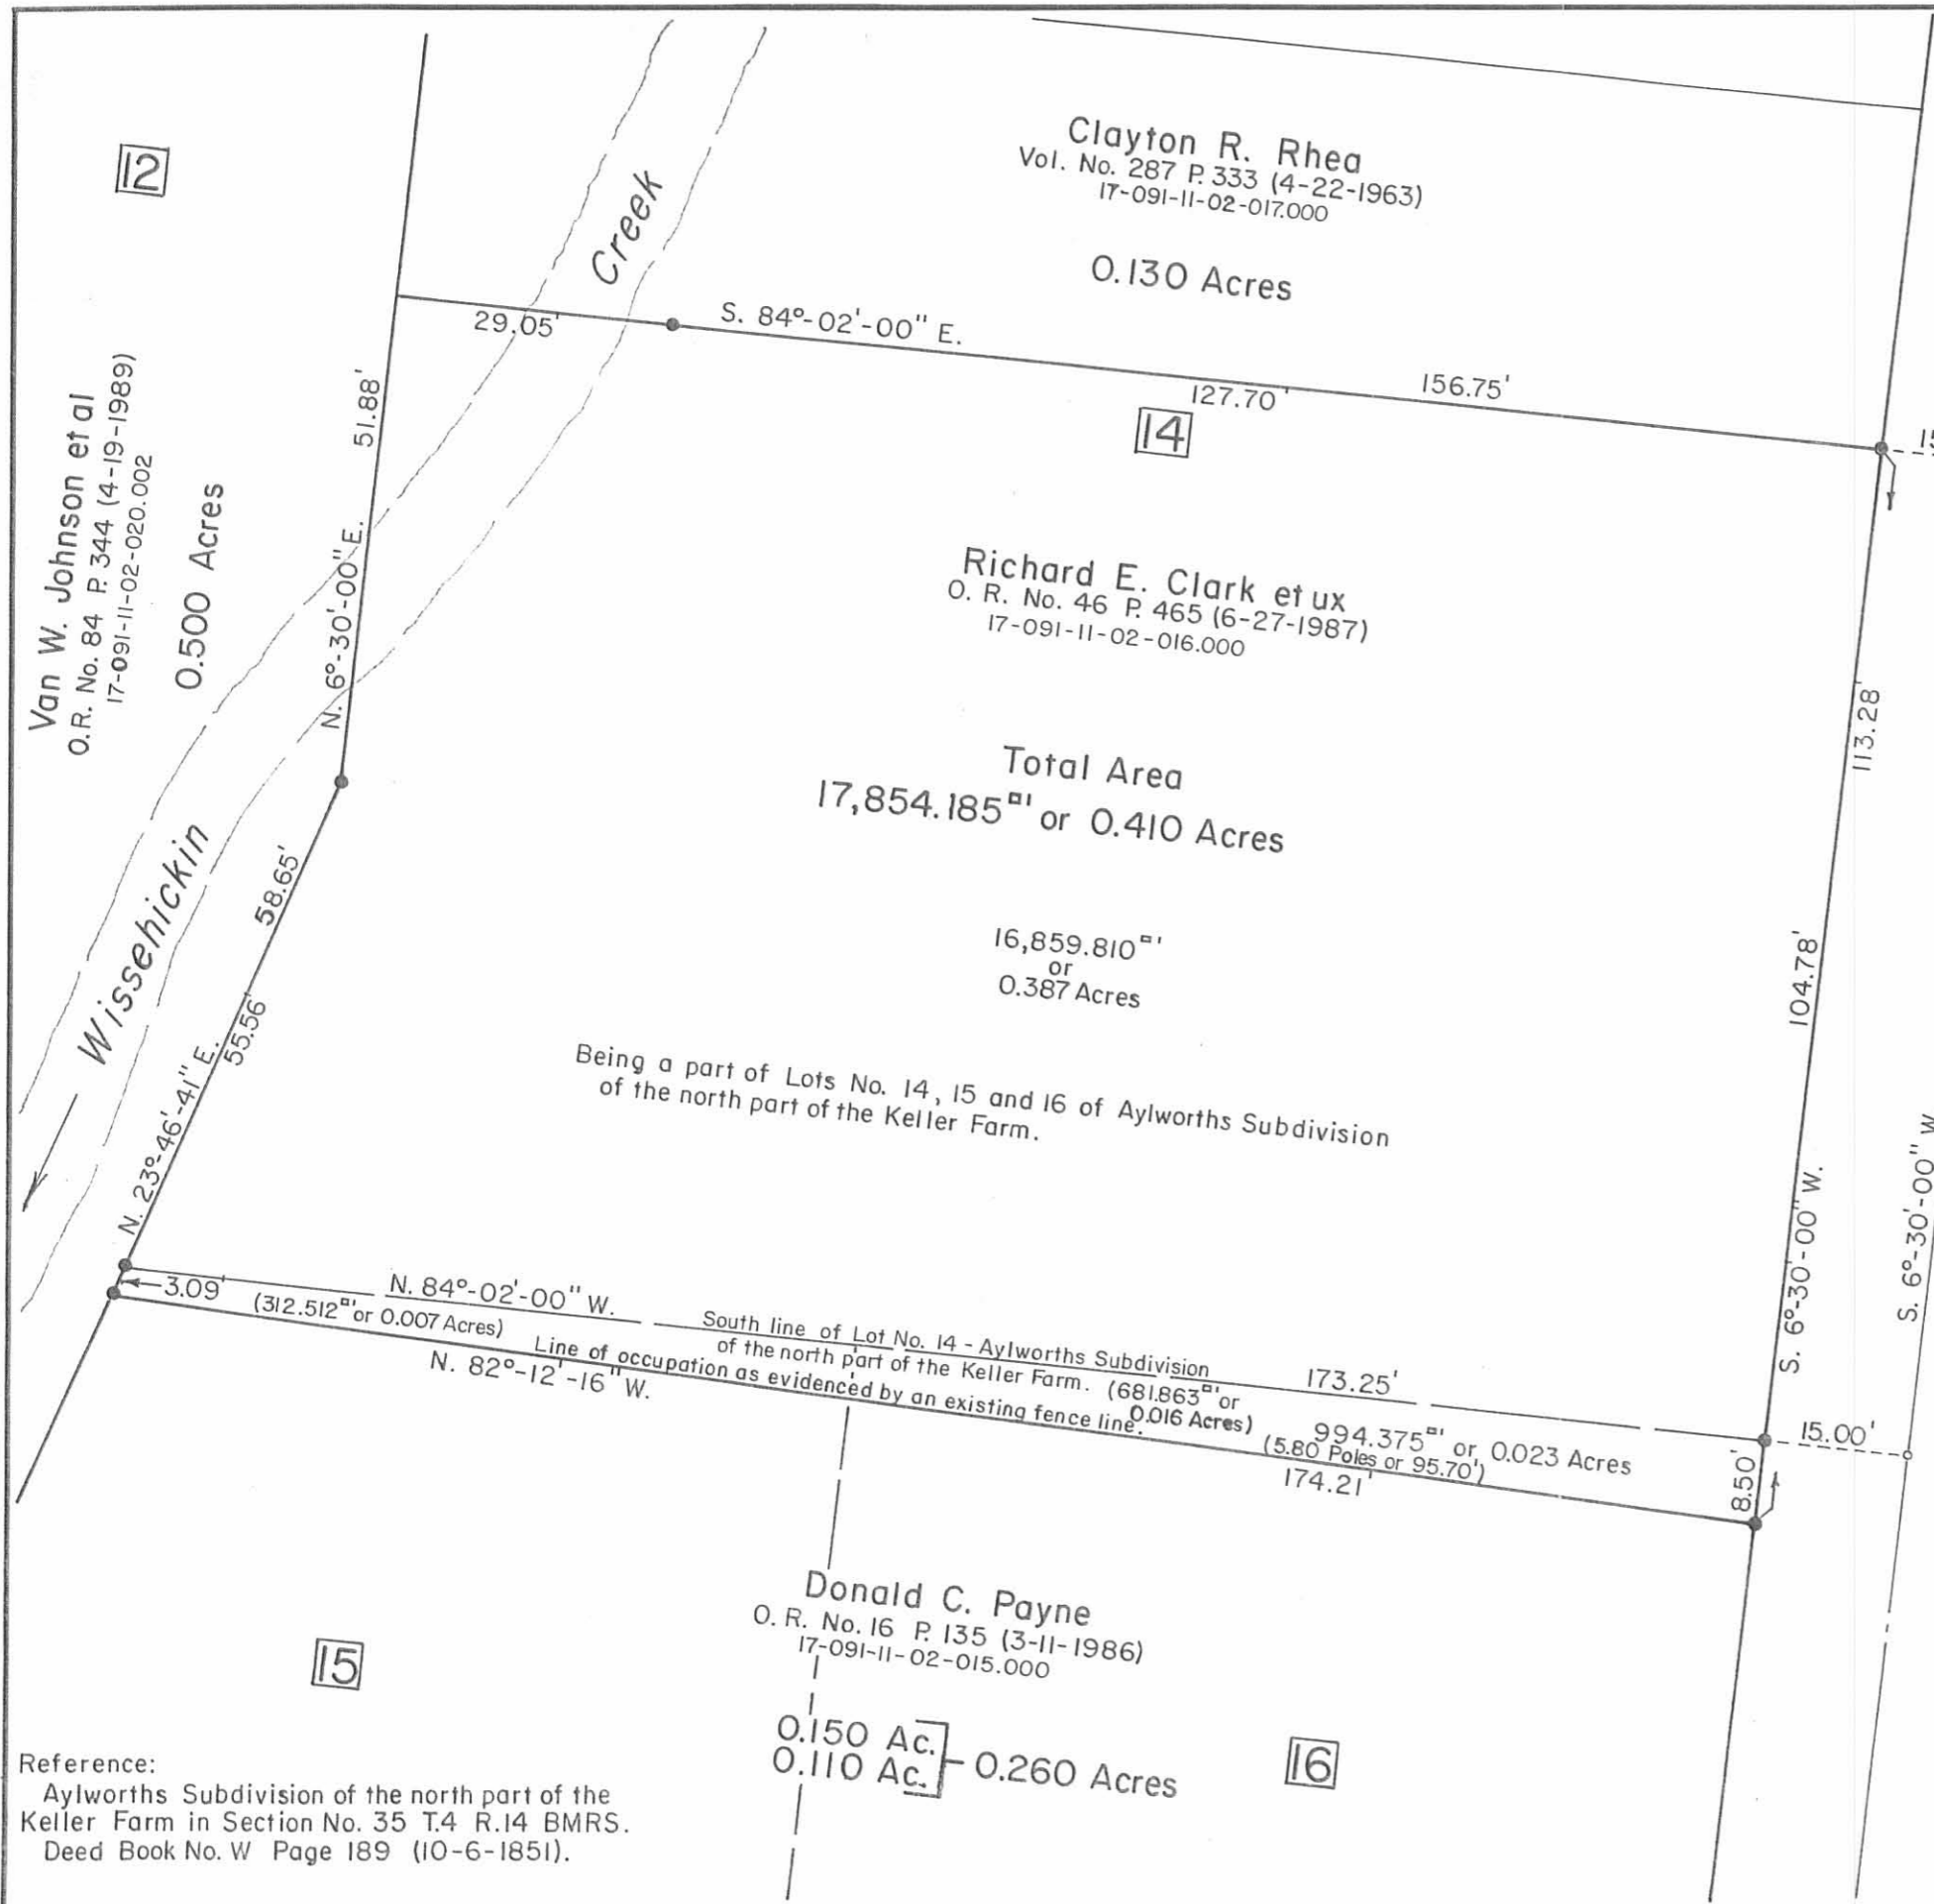 12
Clayton R. Rhea
Vol. No. 287 P. 333 (4-22-1963)
17-091-11-02-017.000
0.130 Acres
Creek
29.05'
S. 84°-02'-00" E.
127.70'
156.75'
14
Van W. Johnson et al
O.R. No. 84 P. 344 (4-19-1989)
17-091-11-02-020.002
0.500 Acres
51.88'
N. 6°-30'-00" E.
Richard E. Clark et ux
O. R. No. 46 P. 465 (6-27-1987)
17-091-11-02-016.000
113.28'
Total Area
17,854.185□' or 0.410 Acres
Wissehickin
58.65'
55.56'
N. 23°-46'-41" E.
16,859.810□'
or
0.387 Acres
104.78'
S. 6°-30'-00" W.
S. 6°-30'-00" W
Being a part of Lots No. 14, 15 and 16 of Aylworths Subdivision
of the north part of the Keller Farm.
3.09'
N. 84°-02'-00" W.
(312.512□' or 0.007 Acres)
South line of Lot No. 14 - Aylworths Subdivision
of the north part of the Keller Farm. (681.863□' or
0.016 Acres)
173.25'
Line of occupation as evidenced by an existing fence line.
N. 82°-12'-16" W.
994.375□' or 0.023 Acres
(5.80 Poles or 95.70')
174.21'
15.00'
8.50'
Donald C. Payne
O. R. No. 16 P. 135 (3-11-1986)
17-091-11-02-015.000
15
0.150 Ac.
0.110 Ac.
0.260 Acres
16
Reference:
Aylworths Subdivision of the north part of the
Keller Farm in Section No. 35 T.4 R.14 BMRS.
Deed Book No. W Page 189 (10-6-1851).